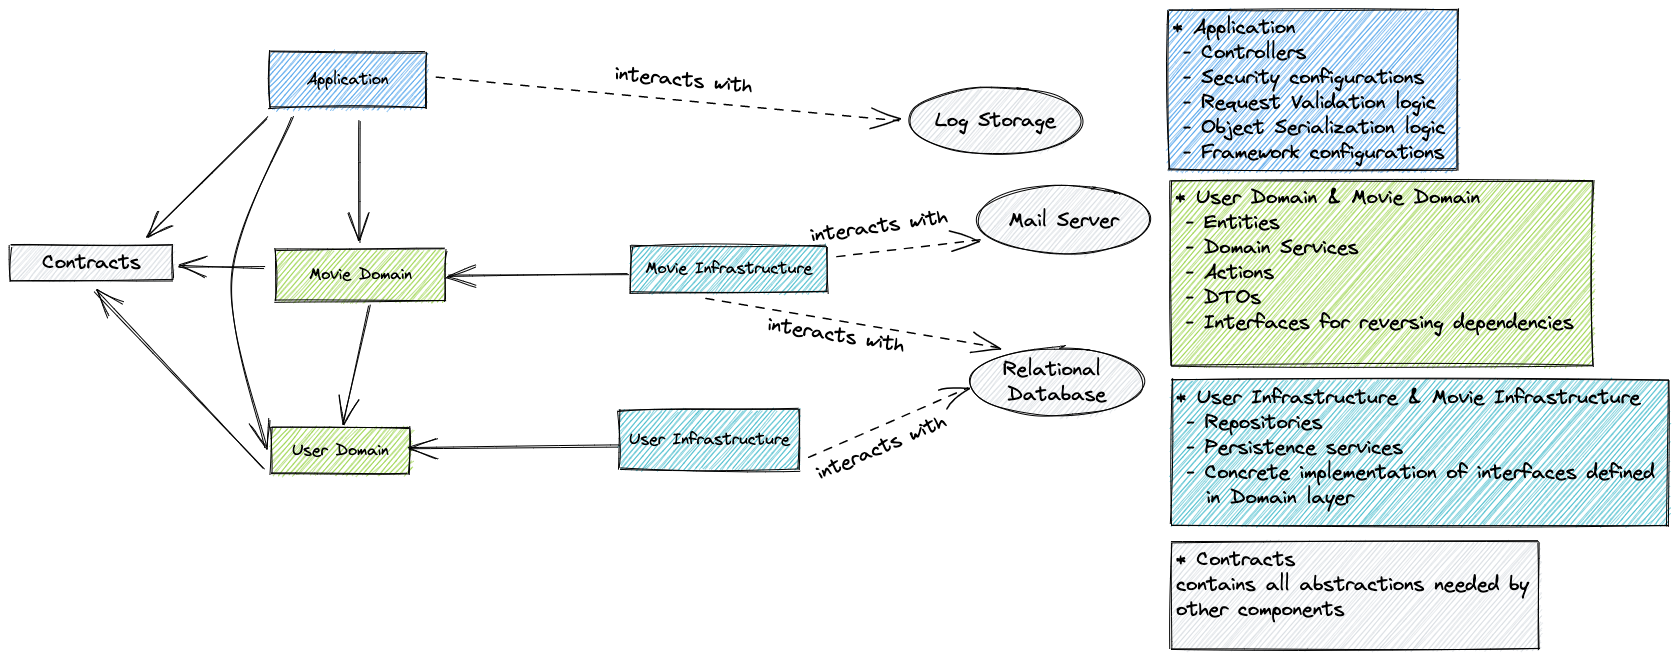 Application
interacts with
Log Storage
Contracts
Movie Domain
Movie Infrastructure
interacts with
Mail Server
interacts with
Relational
Database
User Domain
User Infrastructure
interacts with
* Application
- Controllers
- Security configurations
- Request Validation logic
- Object Serialization logic
- Framework configurations
* User Domain & Movie Domain
- Entities
- Domain Services
- Actions
- DTOs
- Interfaces for reversing dependencies
* User Infrastructure & Movie Infrastructure
- Repositories
- Persistence services
- Concrete implementation of interfaces defined
in Domain layer
* Contracts
contains all abstractions needed by
other components